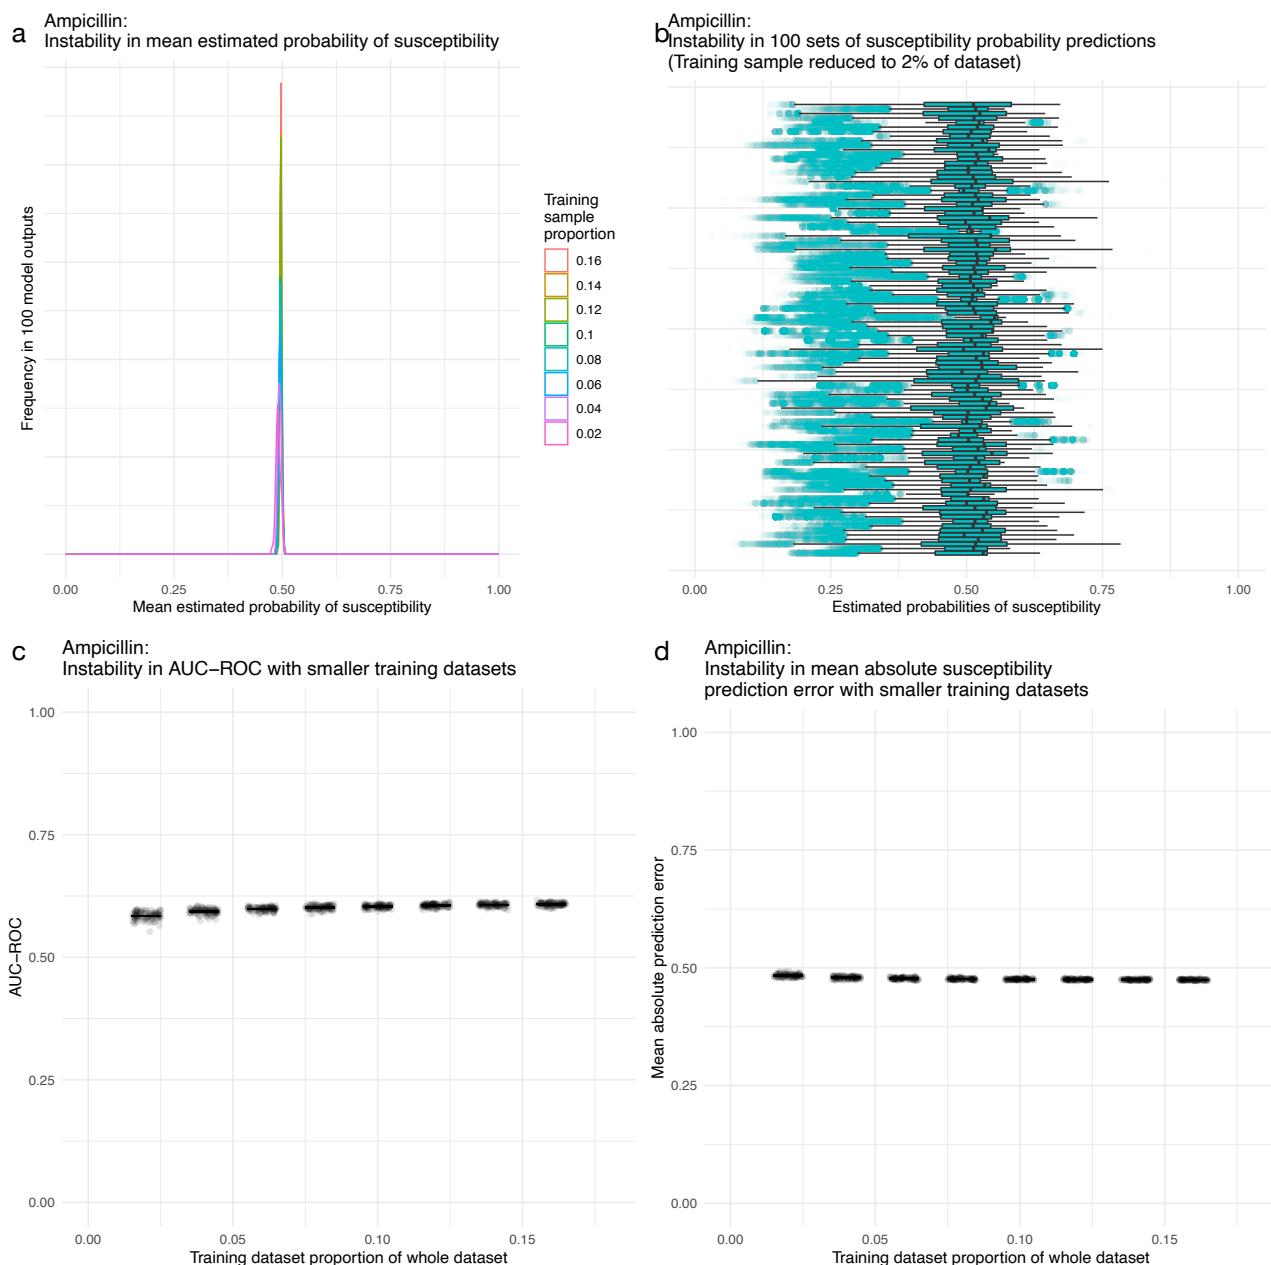 a
Ampicillin:
Instability in mean estimated probability of susceptibility
Frequency in 100 model outputs
0.00
0.25
0.50
0.75
1.00
Mean estimated probability of susceptibility
Training
sample
proportion
0.16
0.14
0.12
0.1
0.08
0.06
0.04
0.02
b
Ampicillin:
Instability in 100 sets of susceptibility probability predictions
(Training sample reduced to 2% of dataset)
0.00
0.25
0.50
0.75
1.00
Estimated probabilities of susceptibility
c
Ampicillin:
Instability in AUC−ROC with smaller training datasets
AUC−ROC
1.00
0.75
0.50
0.25
0.00
0.00
0.05
0.10
0.15
Training dataset proportion of whole dataset
d
Ampicillin:
Instability in mean absolute susceptibility
prediction error with smaller training datasets
Mean absolute prediction error
1.00
0.75
0.50
0.25
0.00
0.00
0.05
0.10
0.15
Training dataset proportion of whole dataset